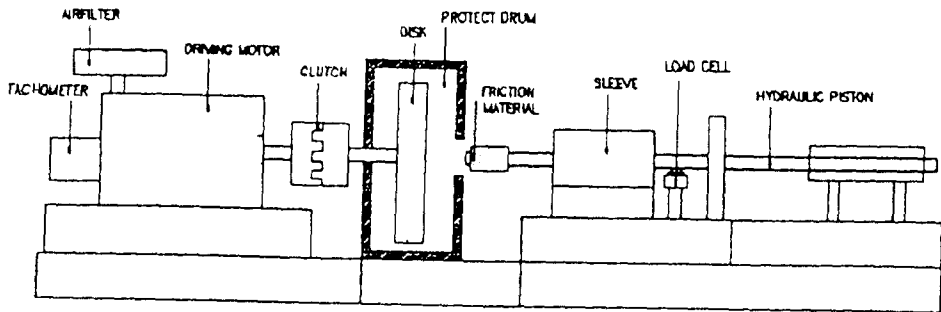 AIRFILTER
DRIVING MOTOR
TACHOMETER
CLUTCH
DISK
PROTECT DRUM
FRICTION
MATERIAL
SLEEVE
LOAD CELL
HYDRAULIC PISTON